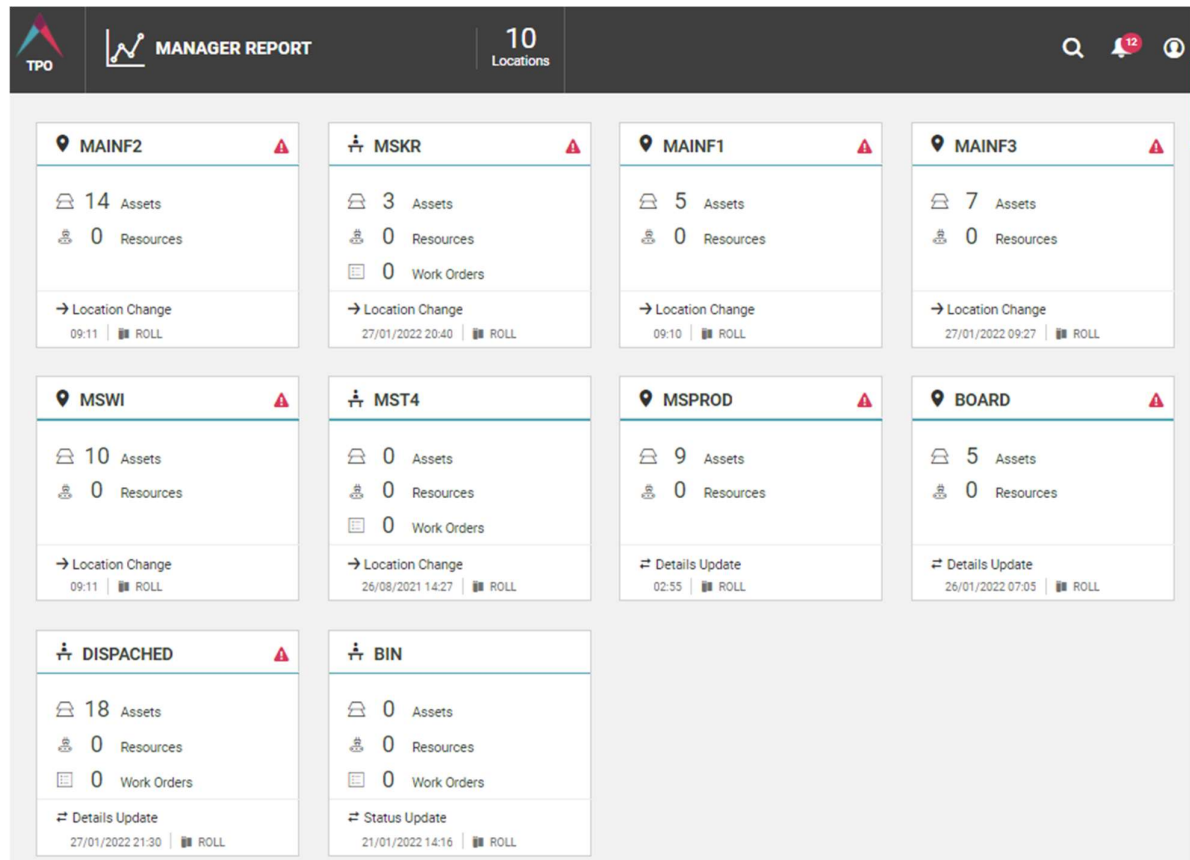 TPO
MANAGER REPORT
10
Locations
12
MAINF2
14 Assets
0 Resources
Location Change
09:11 ROLL
MSKR
3 Assets
0 Resources
0 Work Orders
Location Change
27/01/2022 20:40 ROLL
MAINF1
5 Assets
0 Resources
Location Change
09:10 ROLL
MAINF3
7 Assets
0 Resources
Location Change
27/01/2022 09:27 ROLL
MSWI
10 Assets
0 Resources
Location Change
09:11 ROLL
MST4
0 Assets
0 Resources
0 Work Orders
Location Change
26/08/2021 14:27 ROLL
MSPROD
9 Assets
0 Resources
Details Update
02:55 ROLL
BOARD
5 Assets
0 Resources
Details Update
26/01/2022 07:05 ROLL
DISPACHED
18 Assets
0 Resources
0 Work Orders
Details Update
27/01/2022 21:30 ROLL
BIN
0 Assets
0 Resources
0 Work Orders
Status Update
21/01/2022 14:16 ROLL